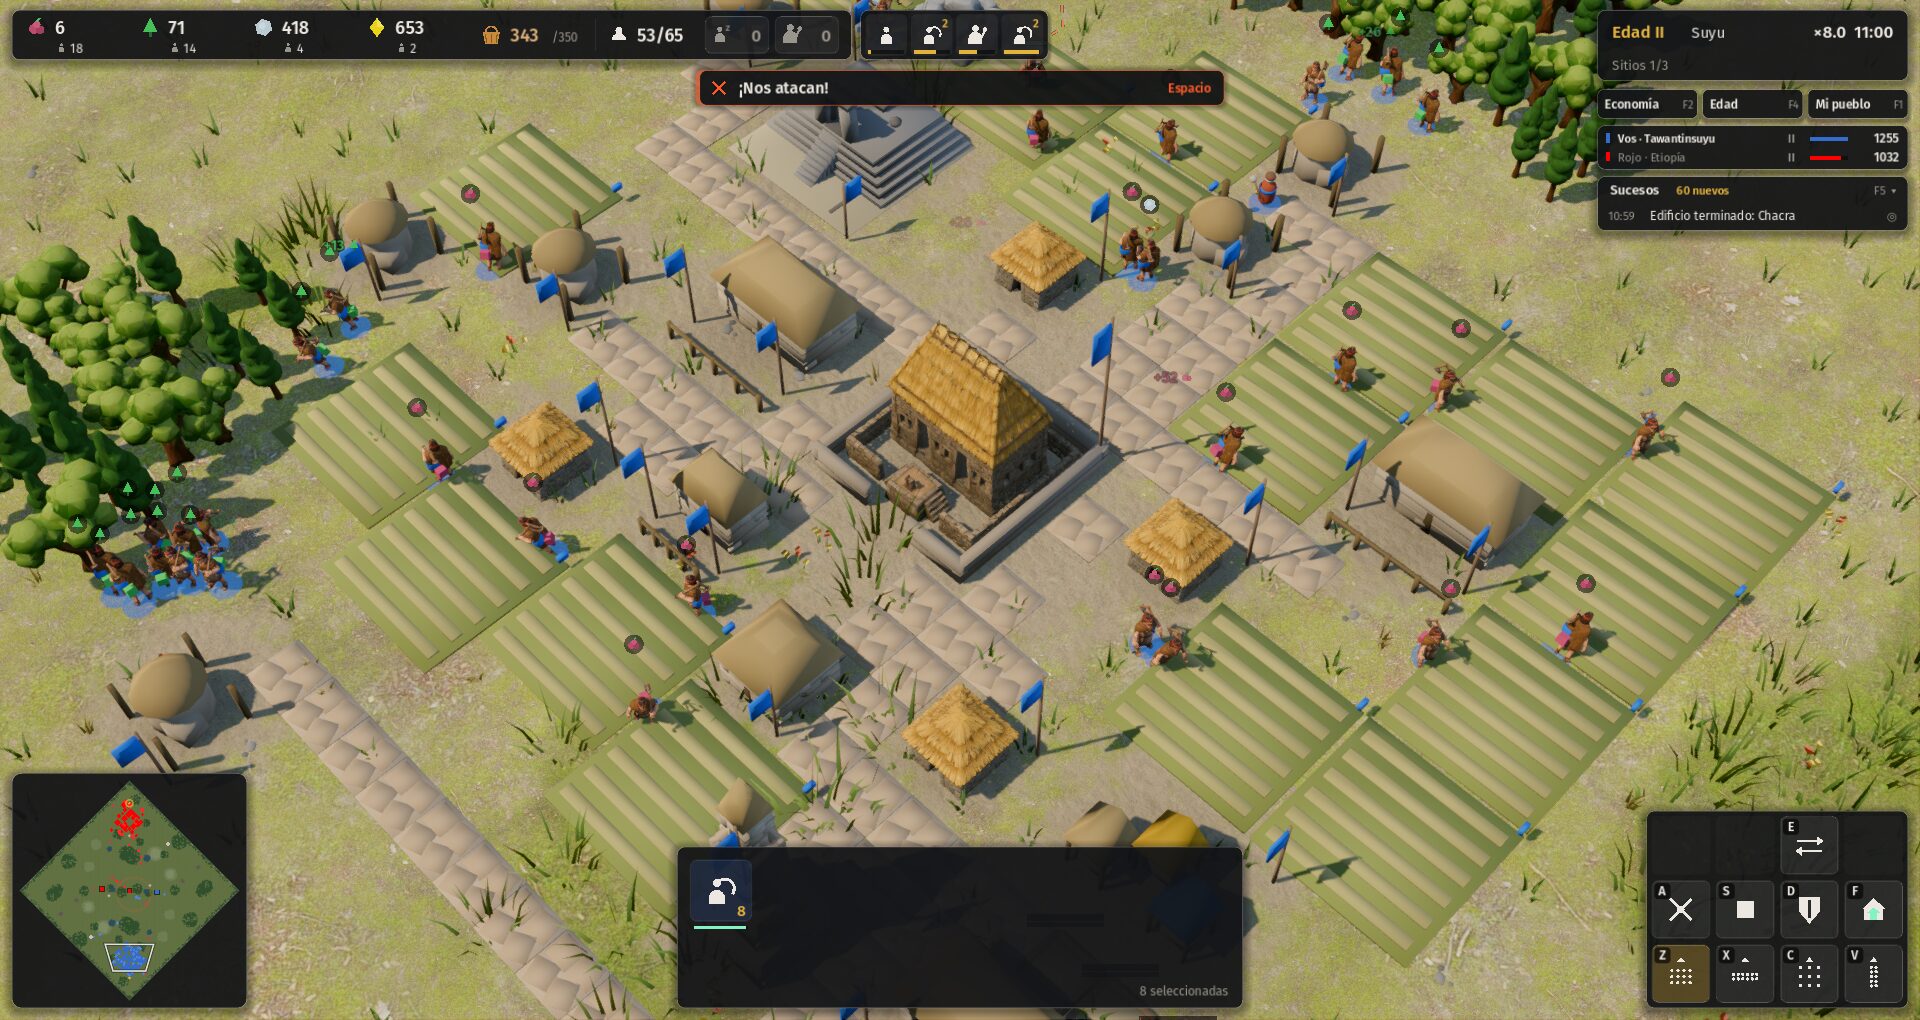 6
71
418
653
343 /350
53/65
0
0
18
14
4
2
2
2
¡Nos atacan!
Espacio
Edad II
Suyu
×8.0 11:00
Sitios 1/3
Economía F2
Edad F4
Mi pueblo F1
Vos · Tawantinsuyu II 1255
Rojo · Etiopía II 1032
Sucesos 60 nuevos F5
10:59 Edificio terminado: Chacra
8
8 seleccionadas
E
A
S
D
F
Z
X
C
V